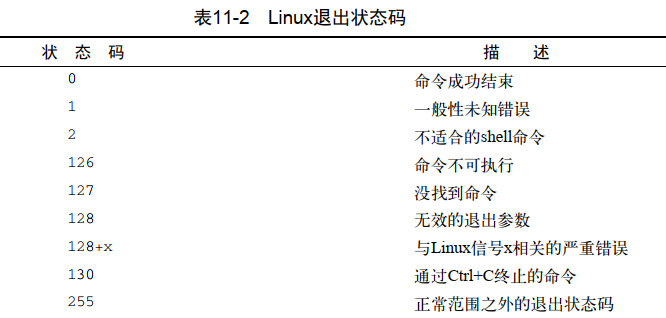 表11-2 Linux退出状态码
状 态 码 描 述
0 命令成功结束
1 一般性未知错误
2 不适合的shell命令
126 命令不可执行
127 没找到命令
128 无效的退出参数
128+x 与Linux信号x相关的严重错误
130 通过Ctrl+C终止的命令
255 正常范围之外的退出状态码